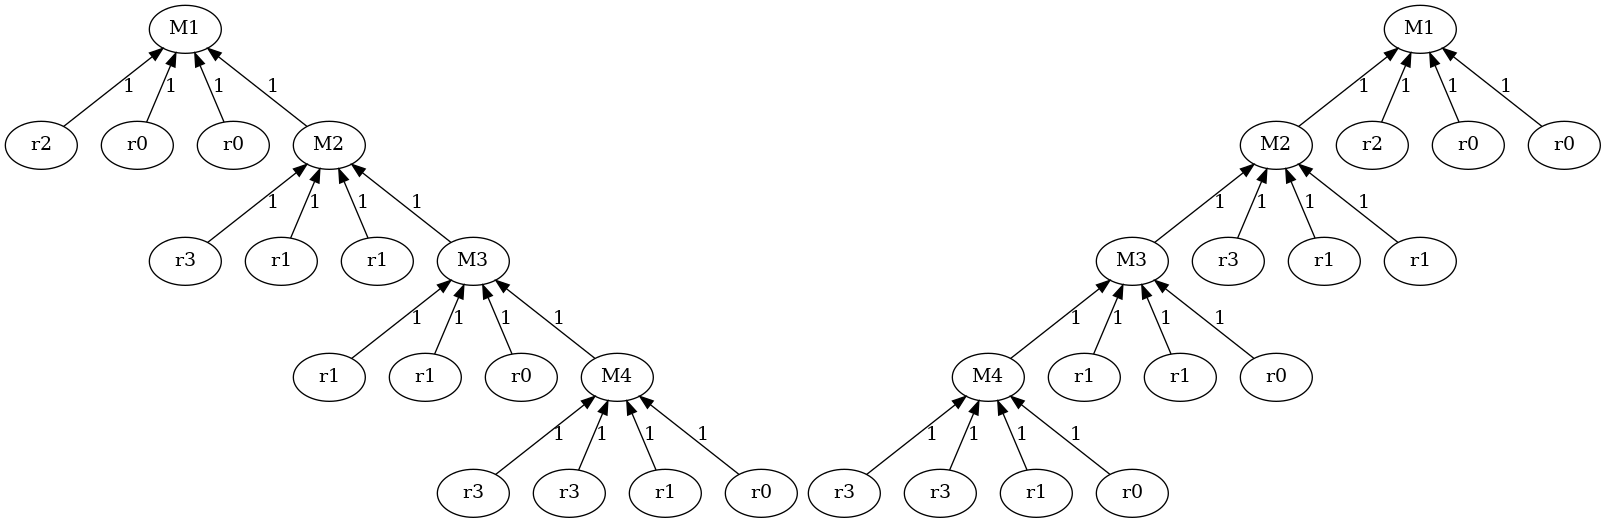 M1 M1
1 1 1 1 1 1 1 1
r2 r0 r0 M2 M2 r2 r0 r0
1 1 1 1 1 1 1 1
r3 r1 r1 M3 M3 r3 r1 r1
1 1 1 1 1 1 1 1
r1 r1 r0 M4 M4 r1 r1 r0
1 1 1 1 1 1 1 1
r3 r3 r1 r0 r3 r3 r1 r0